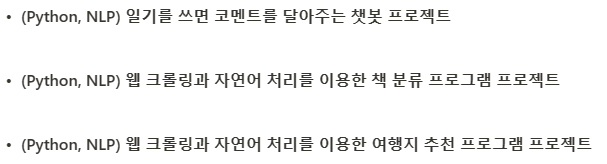 • (Python, NLP) 일기를 쓰면 코멘트를 달아주는 챗봇 프로젝트
• (Python, NLP) 웹 크롤링과 자연어 처리를 이용한 책 분류 프로그램 프로젝트
• (Python, NLP) 웹 크롤링과 자연어 처리를 이용한 여행지 추천 프로그램 프로젝트